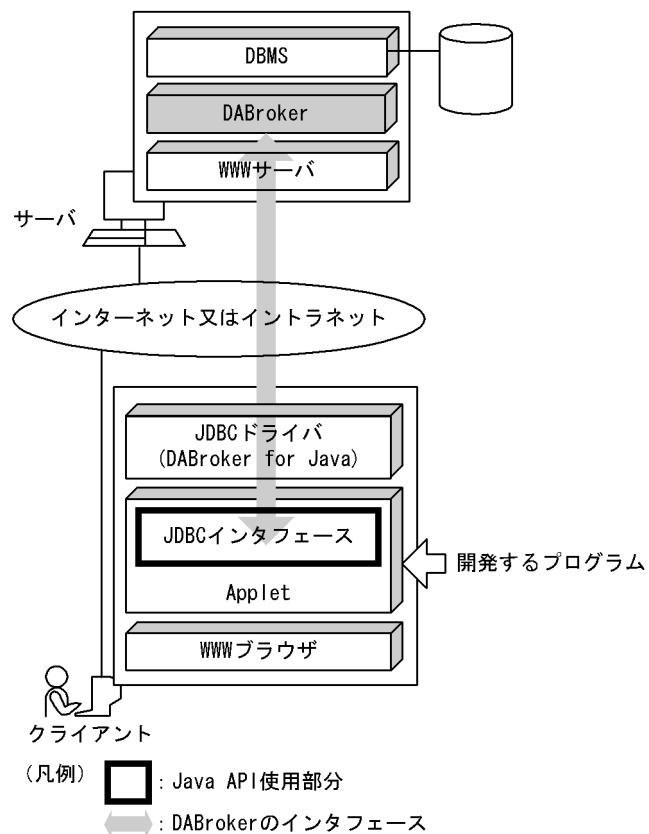 DBMS
DABroker
WWWサーバ
サーバ
インターネット又はイントラネット
JDBCドライバ
(DABroker for Java)
JDBCインタフェース
Applet
開発するプログラム
WWWブラウザ
クライアント
(凡例)
: Java API使用部分
: DABrokerのインタフェース